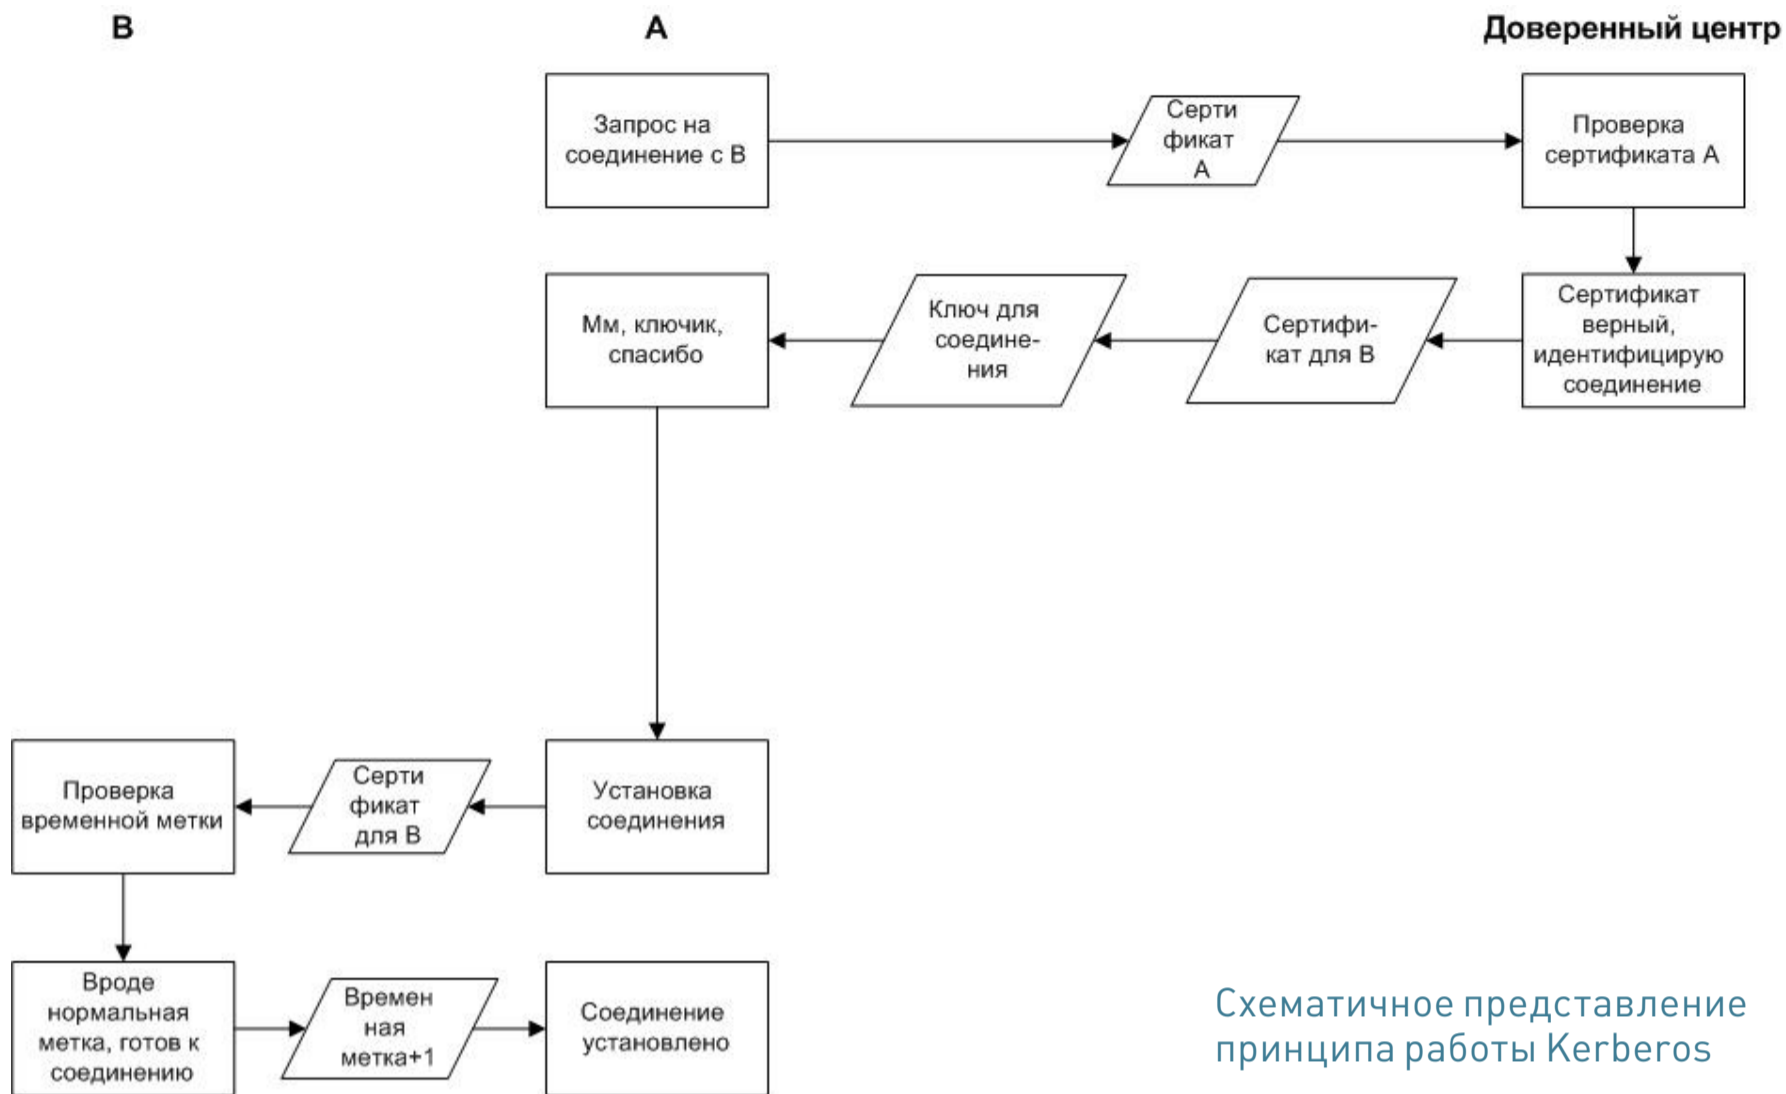 В
А
Доверенный центр
Запрос на
соединение с В
Серти
фикат
А
Проверка
сертификата А
Мм, ключик,
спасибо
Ключ для
соедине-
ния
Сертифи-
кат для В
Сертификат
верный,
идентифицирую
соединение
Проверка
временной метки
Серти
фикат
для В
Установка
соединения
Вроде
нормальная
метка, готов к
соединению
Времен
ная
метка+1
Соединение
установлено
Схематичное представление
принципа работы Kerberos